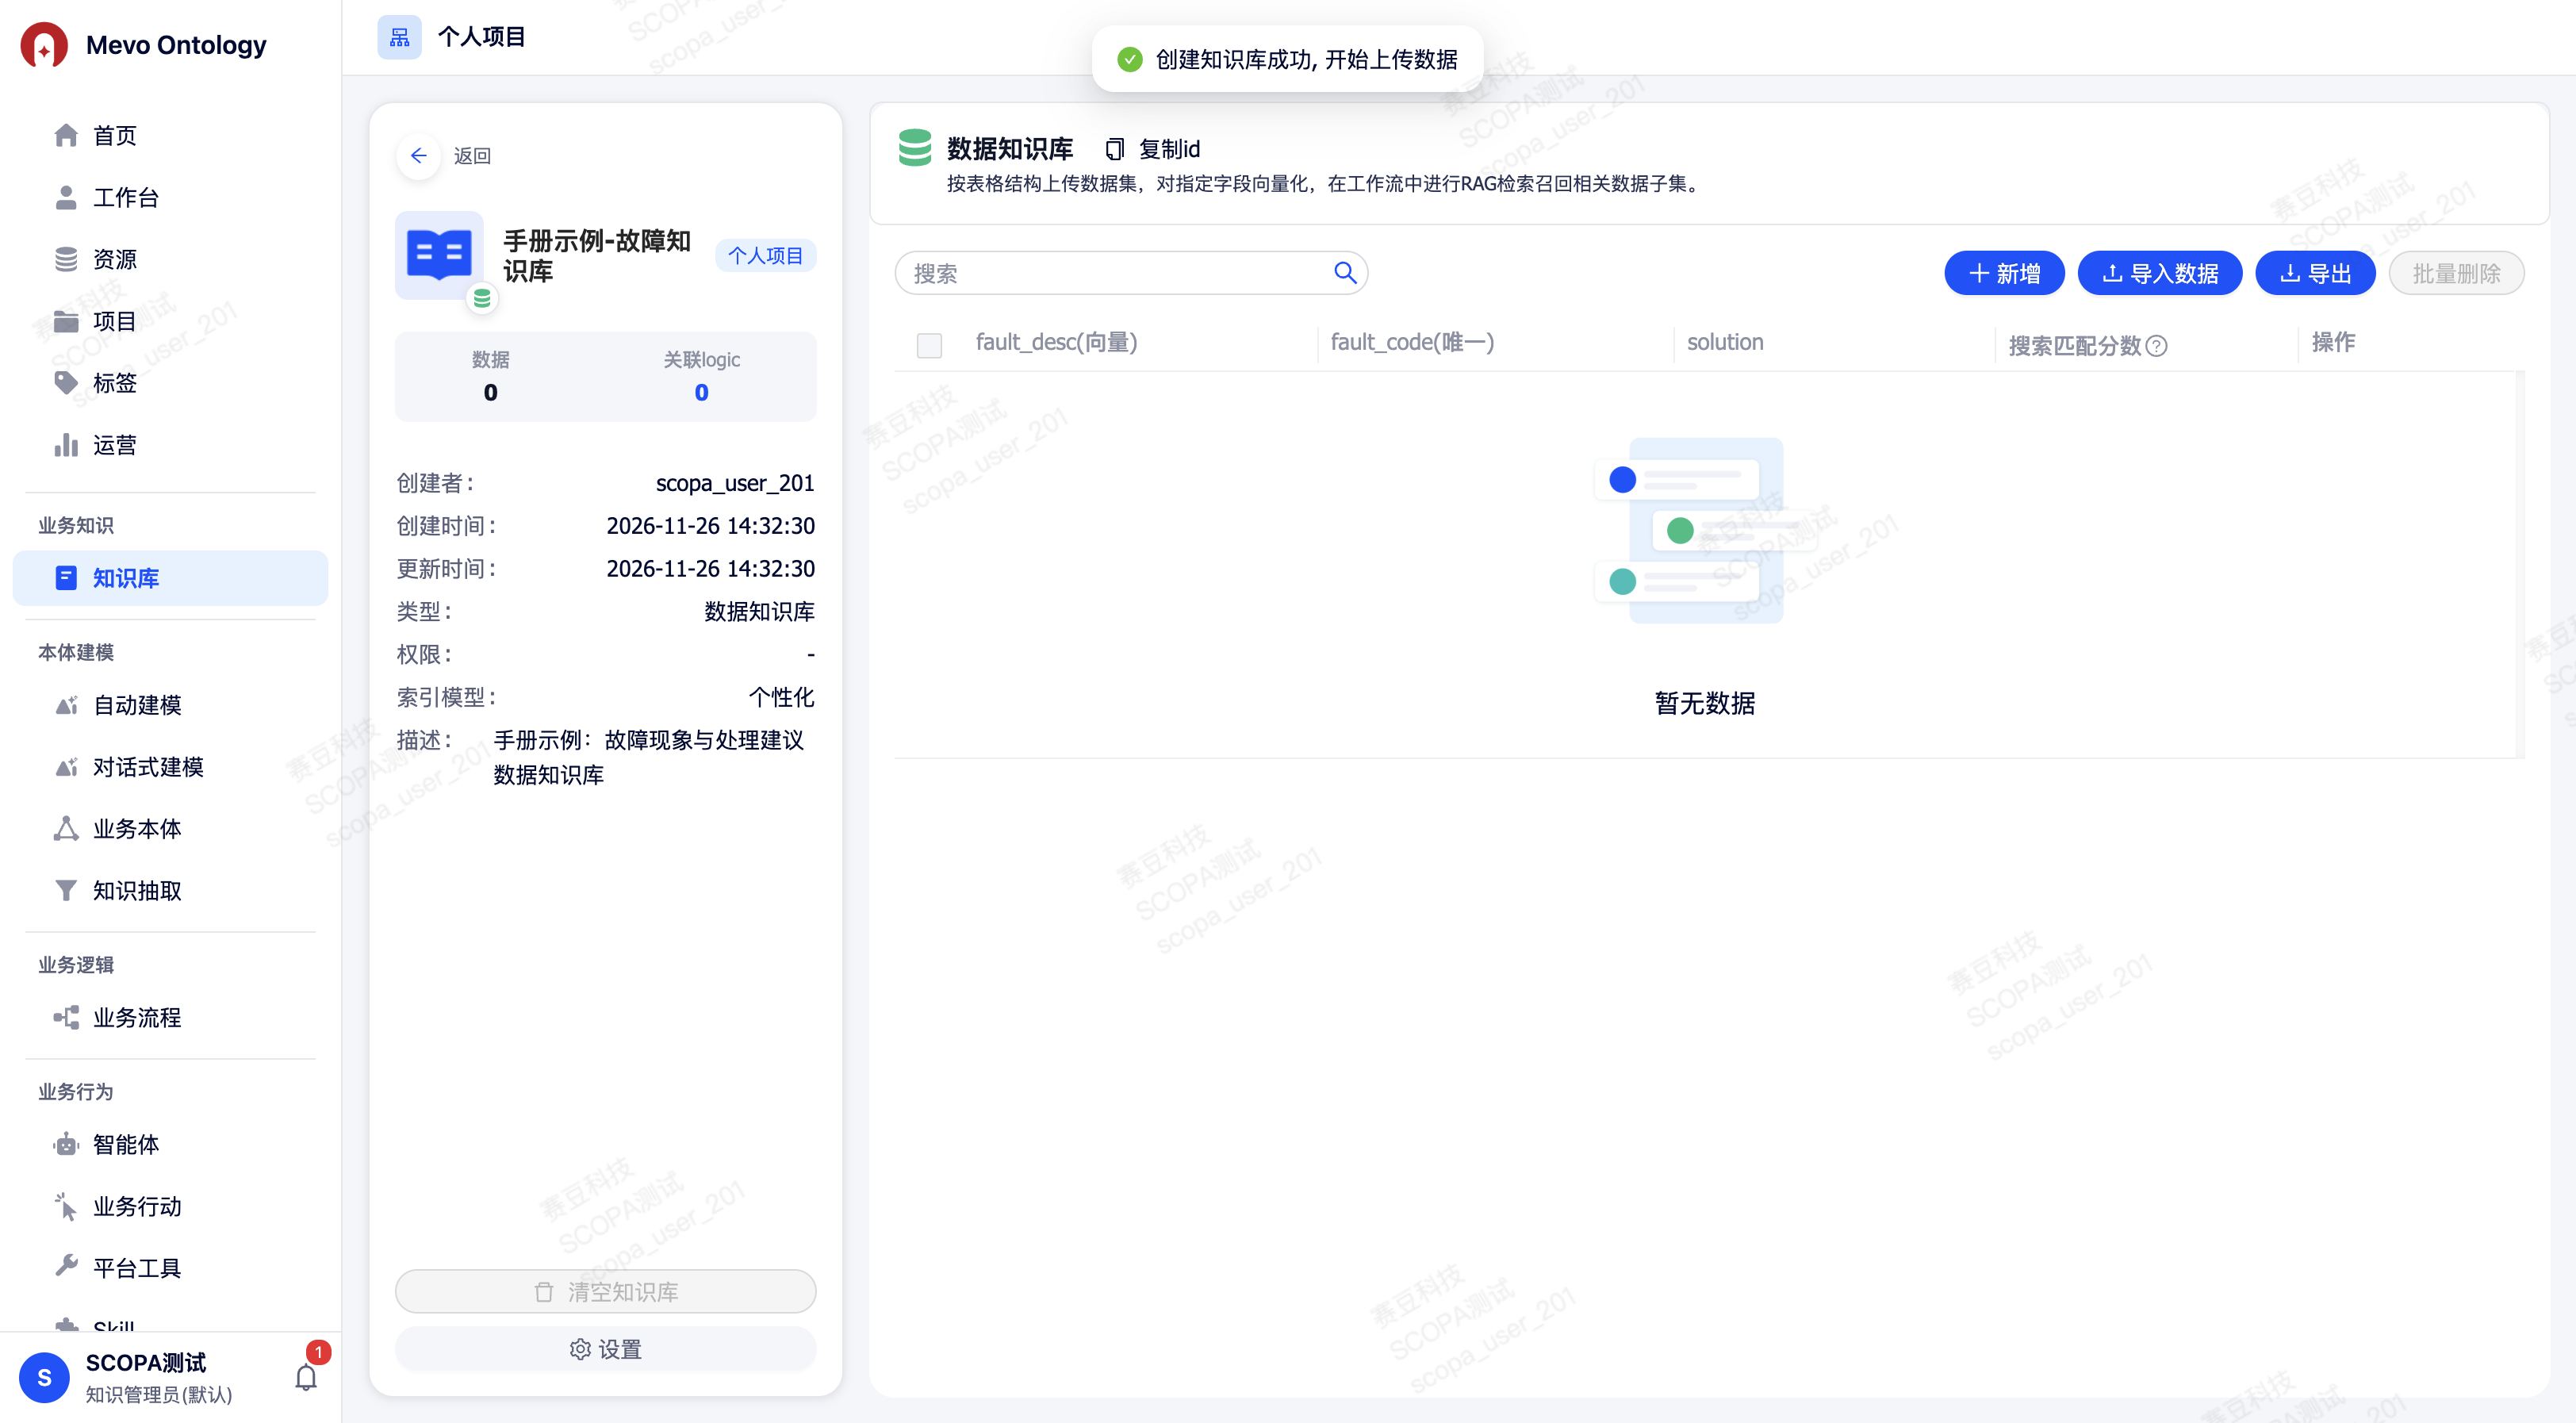 Mevo Ontology
首页
工作台
资源
项目
标签
运营
业务知识
知识库
本体建模
自动建模
对话式建模
业务本体
知识抽取
业务逻辑
业务流程
业务行为
智能体
业务行动
平台工具
Skill
S
SCOPA测试
知识管理员(默认)
1
个人项目
创建知识库成功, 开始上传数据
返回
手册示例-故障知
识库
个人项目
数据
0
关联logic
0
创建者:
scopa_user_201
创建时间:
2026-11-26 14:32:30
更新时间:
2026-11-26 14:32:30
类型:
数据知识库
权限:
-
索引模型:
个性化
描述:
手册示例：故障现象与处理建议
数据知识库
清空知识库
设置
数据知识库
复制id
按表格结构上传数据集，对指定字段向量化，在工作流中进行RAG检索召回相关数据子集。
搜索
新增
导入数据
导出
批量删除
fault_desc(向量)
fault_code(唯一)
solution
搜索匹配分数
操作
暂无数据
赛豆科技
SCOPA测试
scopa_user_201